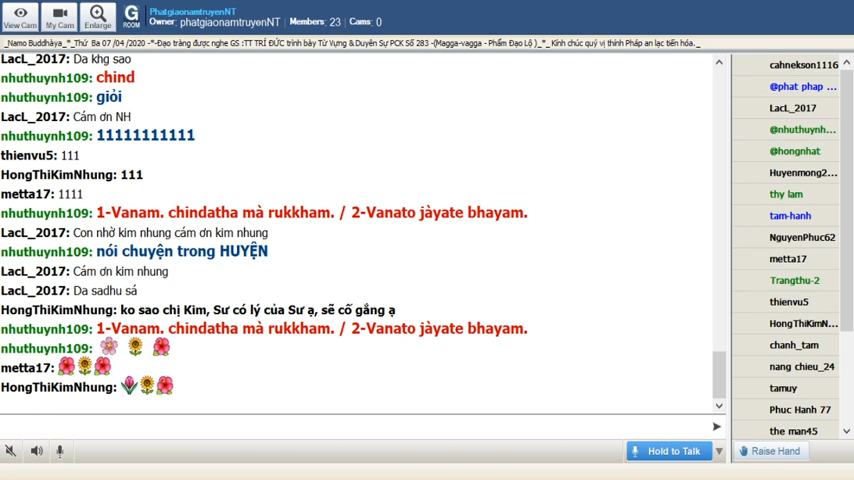 View Cam
My Cam
Enlarge
G
ROOM
PhatgiaonamtruyenNT
Owner: phatgiaonamtruyenNT | Members: 23 | Cams: 0
_Namo Buddhàya_*_Thứ Ba 07 /04 /2020 -*-Đạo tràng được nghe GS :TT TRÍ ĐỨC trình bày Từ Vựng & Duyên Sự PCK Số 283 -(Magga-vagga - Phẩm Đạo Lộ )_*_ Kính chúc quý vị thính Pháp an lạc tiến hóa._
LacL_2017: Da khg sao
nhuthuynh109: chind
nhuthuynh109: giỏi
LacL_2017: Cám ơn NH
nhuthuynh109: 11111111111
thienvu5: 111
HongThiKimNhung: 111
metta17: 1111
nhuthuynh109: 1-Vanam. chindatha mà rukkham. / 2-Vanato jàyate bhayam.
LacL_2017: Con nhờ kim nhung cám ơn kim nhung
nhuthuynh109: nói chuyện trong HUYỆN
LacL_2017: Cám ơn kim nhung
LacL_2017: Da sadhu sá
HongThiKimNhung: ko sao chị Kim, Sư có lý của Sư ạ, sẽ cố gắng ạ
nhuthuynh109: 1-Vanam. chindatha mà rukkham. / 2-Vanato jàyate bhayam.
nhuthuynh109:
metta17:
HongThiKimNhung:
cahnekson1116
@phat phap ...
LacL_2017
@nhuthuynh...
@hongnhat
Huyenmong2...
thy lam
tam-hanh
NguyenPhuc62
metta17
Trangthu-2
thienvu5
HongThiKimN...
chanh_tam
nang chieu_24
tamuy
Phuc Hanh 77
the man45
Hold to Talk
Raise Hand